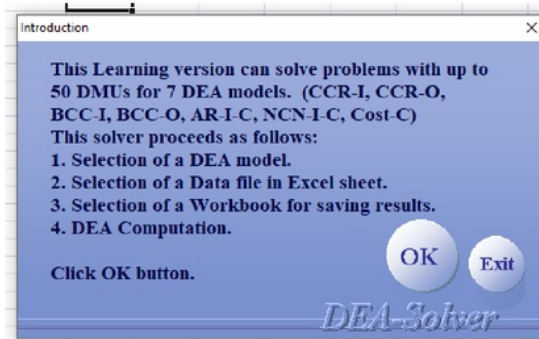 Introduction
This Learning version can solve problems with up to
50 DMUs for 7 DEA models.  (CCR-I, CCR-O,
BCC-I, BCC-O, AR-I-C, NCN-I-C, Cost-C)
This solver proceeds as follows:
1. Selection of a DEA model.
2. Selection of a Data file in Excel sheet.
3. Selection of a Workbook for saving results.
4. DEA Computation.
Click OK button.
OK
Exit
DEA-Solver